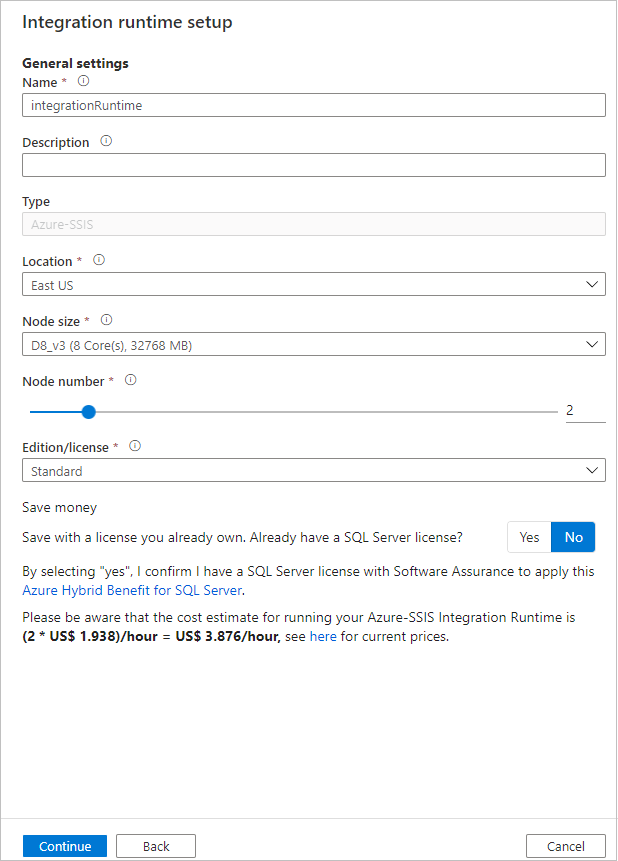 Integration runtime setup
General settings
Name *
integrationRuntime
Description
Type
Azure-SSIS
Location *
East US
Node size *
D8_v3 (8 Core(s), 32768 MB)
Node number *
2
Edition/license *
Standard
Save money
Save with a license you already own. Already have a SQL Server license? Yes No
By selecting "yes", I confirm I have a SQL Server license with Software Assurance to apply this
Azure Hybrid Benefit for SQL Server.
Please be aware that the cost estimate for running your Azure-SSIS Integration Runtime is
(2 * US$ 1.938)/hour = US$ 3.876/hour, see here for current prices.
Continue Back Cancel